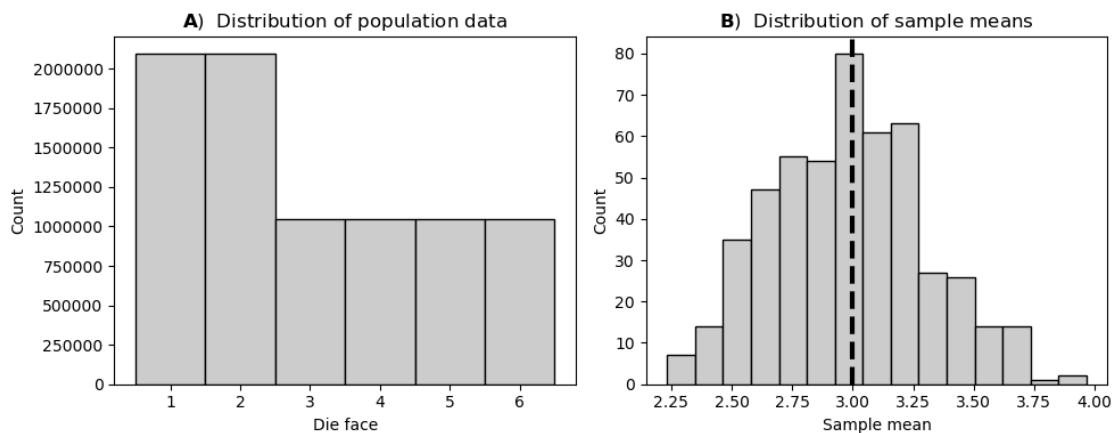 A)  Distribution of population data
2000000
1750000
1500000
1250000
1000000
750000
500000
250000
0
Count
1 2 3 4 5 6
Die face
B)  Distribution of sample means
80
70
60
50
40
30
20
10
0
Count
2.25 2.50 2.75 3.00 3.25 3.50 3.75 4.00
Sample mean